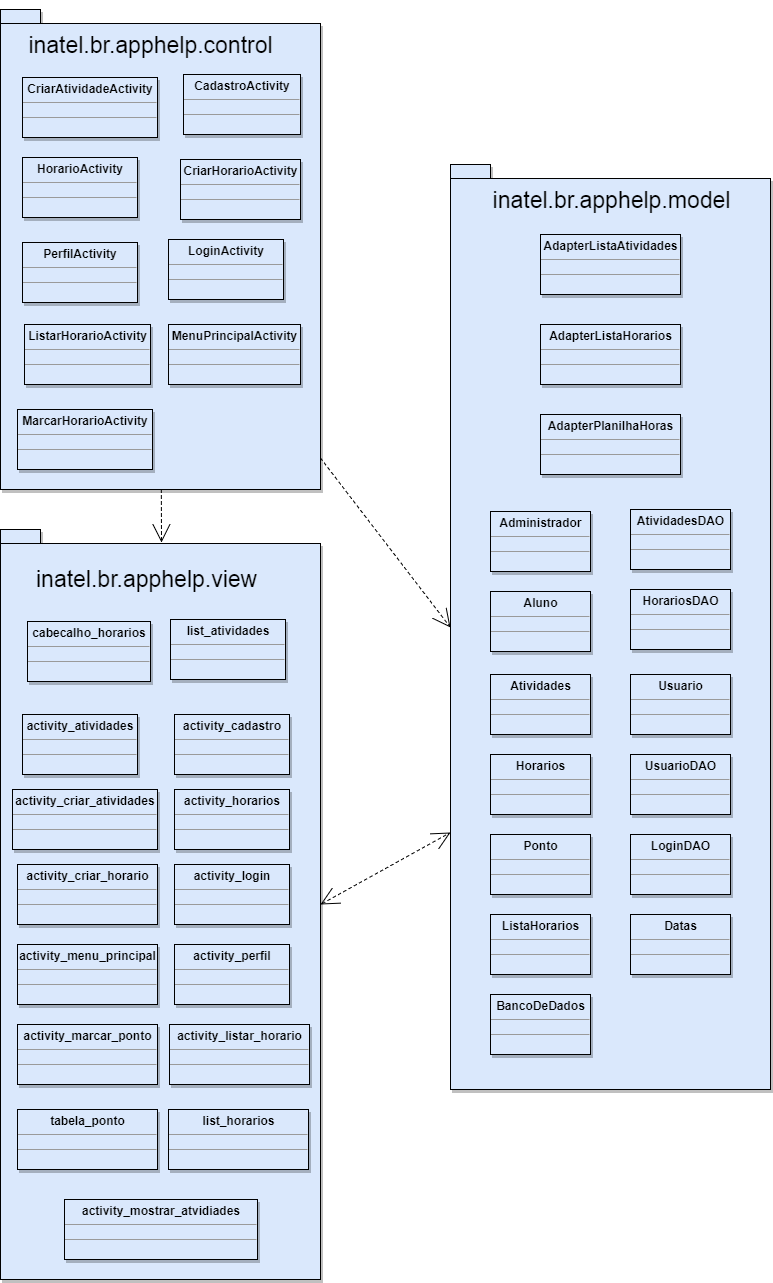 inatel.br.apphelp.control
CriarAtividadeActivity
CadastroActivity
HorarioActivity
CriarHorarioActivity
PerfilActivity
LoginActivity
ListarHorarioActivity
MenuPrincipalActivity
MarcarHorarioActivity
inatel.br.apphelp.view
cabecalho_horarios
list_atividades
activity_atividades
activity_cadastro
activity_criar_atividades
activity_horarios
activity_criar_horario
activity_login
activity_menu_principal
activity_perfil
activity_marcar_ponto
activity_listar_horario
tabela_ponto
list_horarios
activity_mostrar_atvidiades
inatel.br.apphelp.model
AdapterListaAtividades
AdapterListaHorarios
AdapterPlanilhaHoras
Administrador
AtividadesDAO
Aluno
HorariosDAO
Atividades
Usuario
Horarios
UsuarioDAO
Ponto
LoginDAO
ListaHorarios
Datas
BancoDeDados